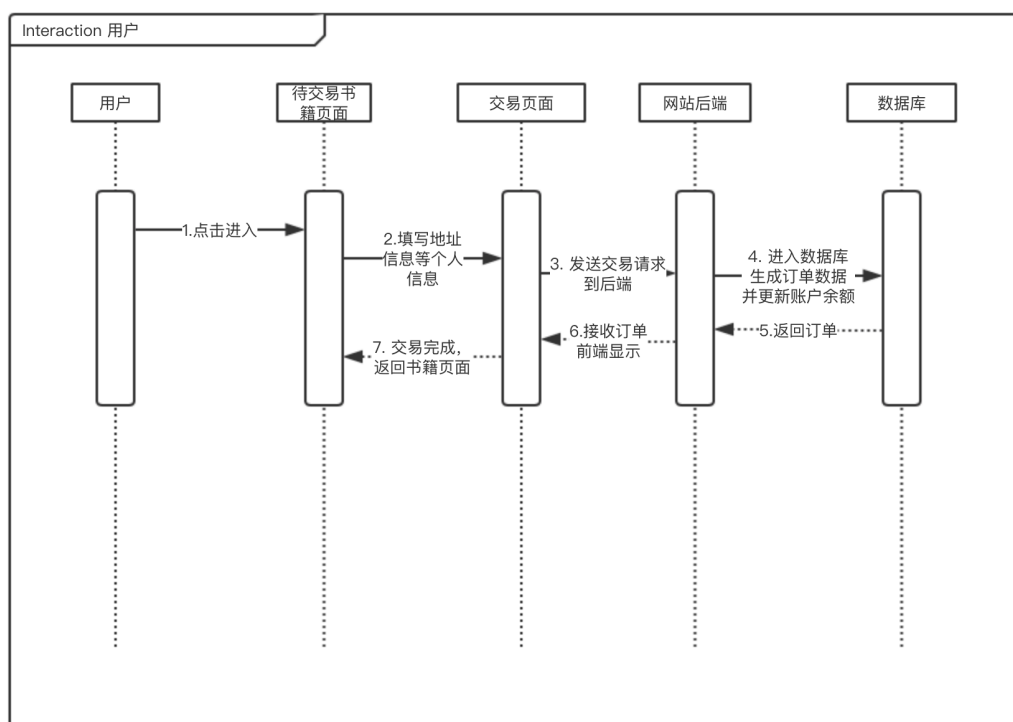 Interaction 用户
用户
待交易书
籍页面
交易页面
网站后端
数据库
1.点击进入
2.填写地址
信息等个人
信息
3. 发送交易请求
到后端
4. 进入数据库
生成订单数据
并更新账户余额
5.返回订单
6.接收订单
前端显示
7. 交易完成，
返回书籍页面